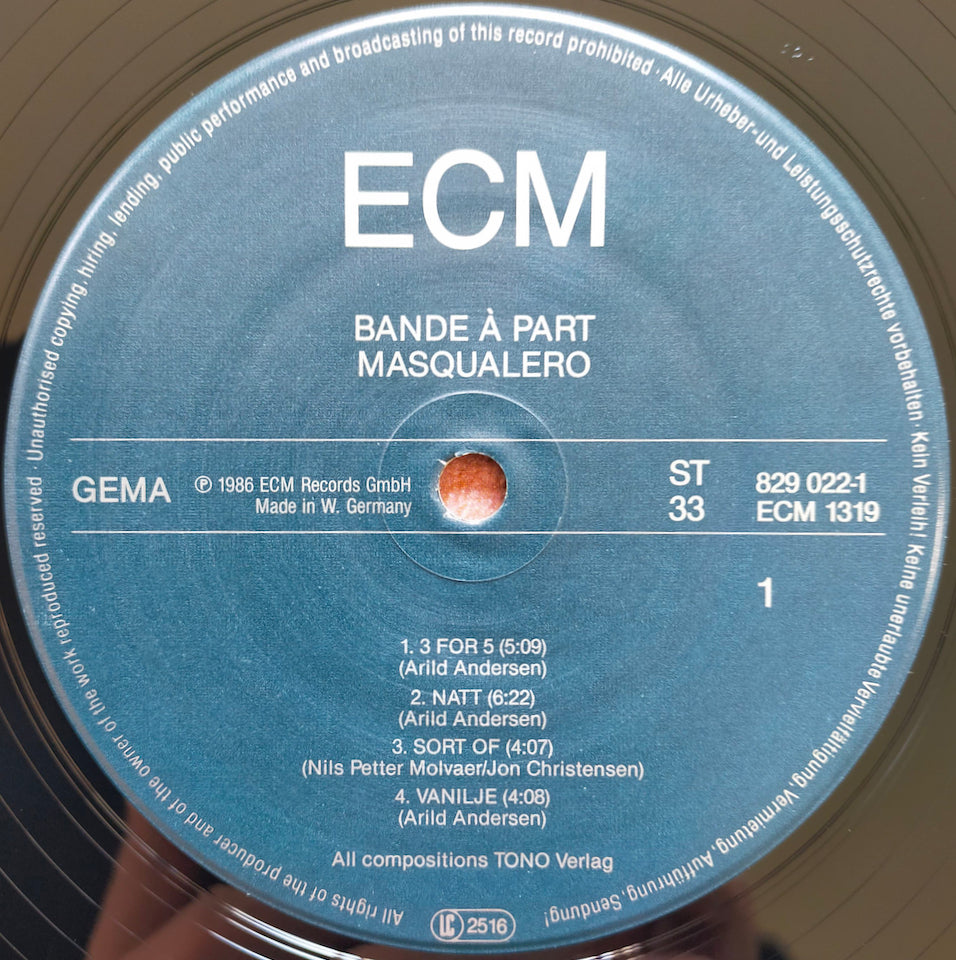 ECM
BANDE À PART
MASQUALERO
GEMA
℗ 1986 ECM Records GmbH
Made in W. Germany
ST
33
829 022-1
ECM 1319
1
1. 3 FOR 5 (5:09)
(Arild Andersen)
2. NATT (6:22)
(Arild Andersen)
3. SORT OF (4:07)
(Nils Petter Molvaer/Jon Christensen)
4. VANILJE (4:08)
(Arild Andersen)
All compositions TONO Verlag
LC 2516
All rights of the producer and of the owner of the work reproduced reserved · Unauthorised copying, hiring, lending, public performance and broadcasting of this record prohibited · Alle Urheber-und Leistungsschutzrechte vorbehalten · Kein Verleih! Keine unerlaubte Vervielfältigung, Vermietung, Aufführung, Sendung!